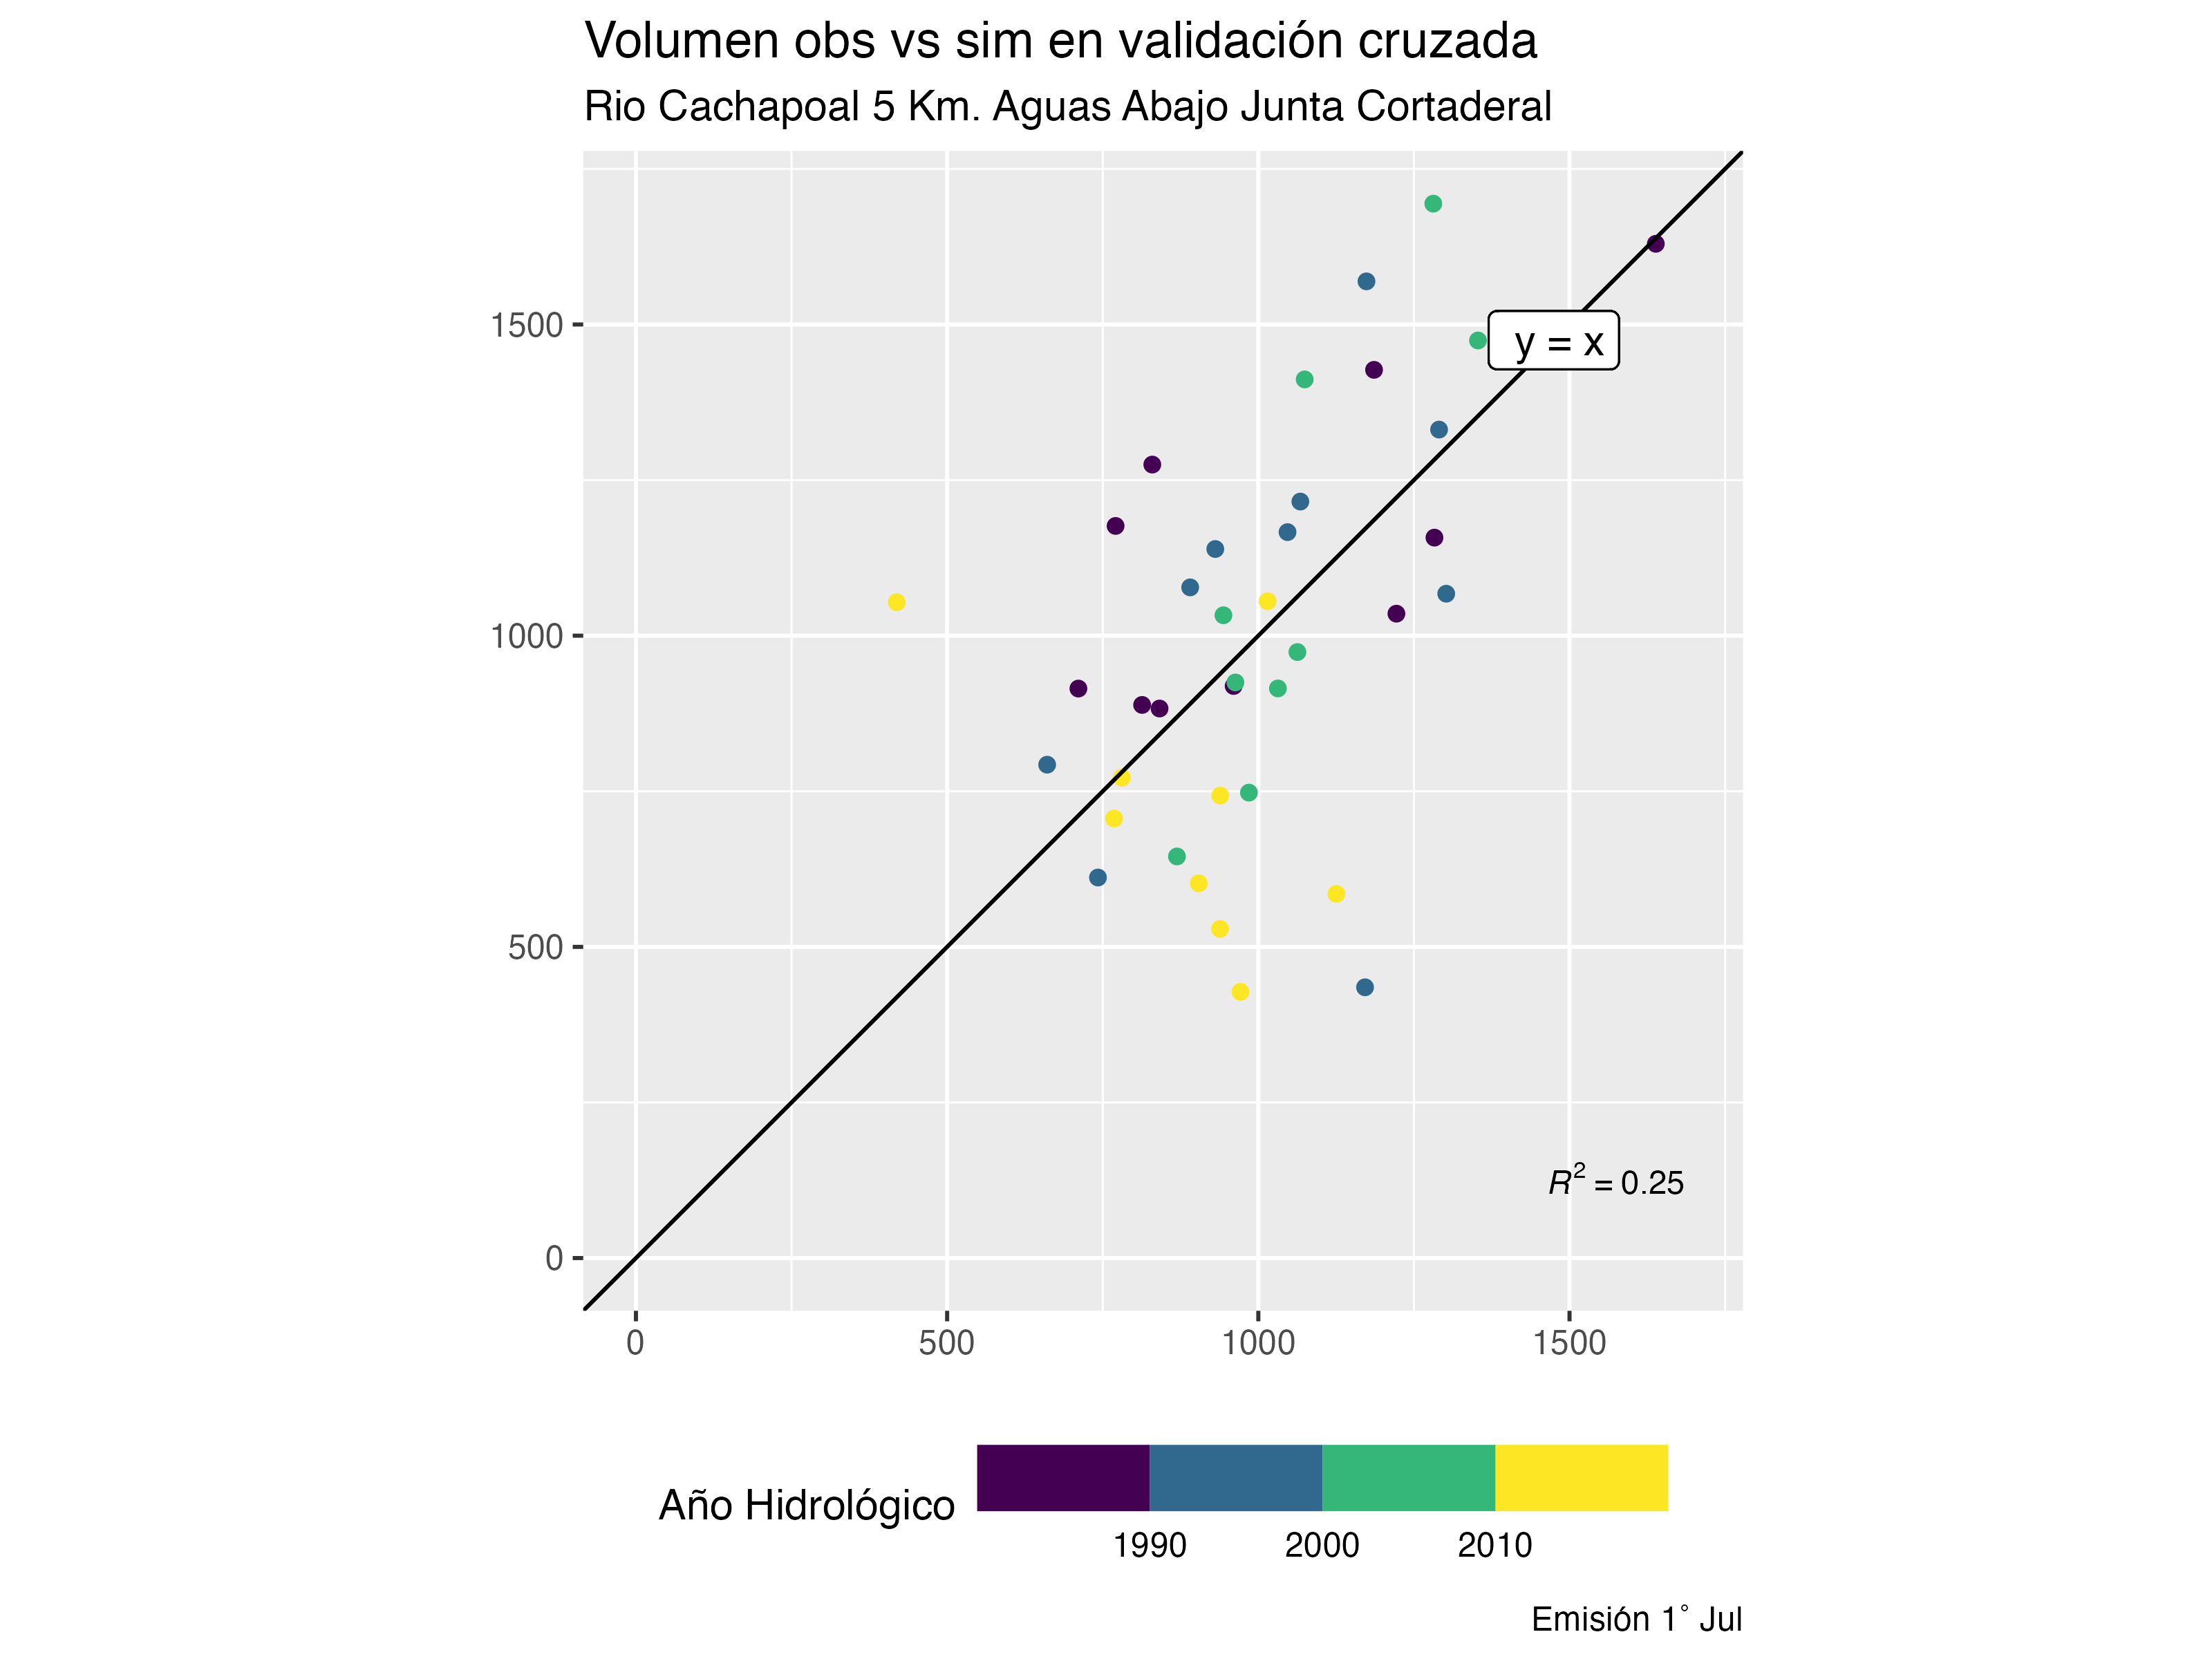 Volumen obs vs sim en validación cruzada
Rio Cachapoal 5 Km. Aguas Abajo Junta Cortaderal
1500
1000
500
0
y = x
R² = 0.25
0 500 1000 1500
Año Hidrológico
1990 2000 2010
Emisión 1° Jul